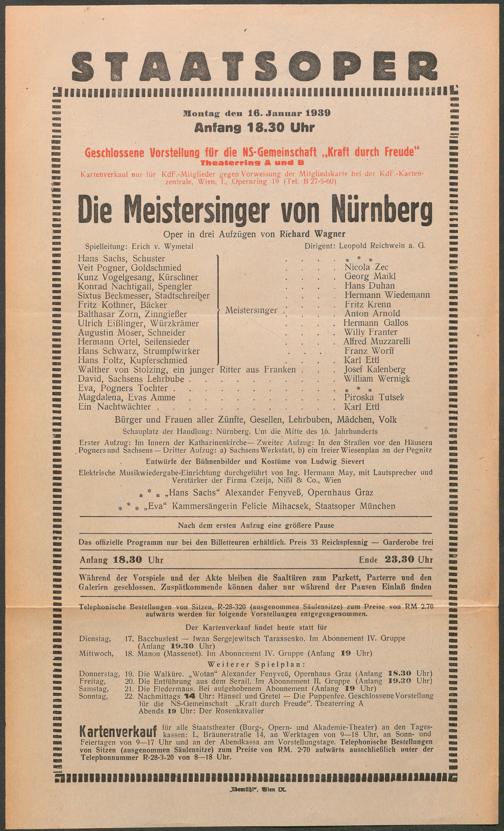 STAATSOPER
Montag den 16. Januar 1939
Anfang 18.30 Uhr
Geschlossene Vorstellung für die NS-Gemeinschaft „Kraft durch Freude"
Theaterring A und B
Kartenverkauf nur für KdF.-Mitglieder gegen Vorweisung der Mitgliedskarte bei der KdF.-Karten-
zentrale, Wien, I., Opernring 19 (Tel. B 27-5-60)
Die Meistersinger von Nürnberg
Oper in drei Aufzügen von Richard Wagner
Spielleitung: Erich v. Wymetal Dirigent: Leopold Reichwein a. G.
Hans Sachs, Schuster * * *
Veit Pogner, Goldschmied Nicola Zec
Kunz Vogelgesang, Kürschner Georg Maikl
Konrad Nachtigall, Spengler Hans Duhan
Sixtus Beckmesser, Stadtschreiber Hermann Wiedemann
Fritz Kothner, Bäcker Fritz Krenn
Balthasar Zorn, Zinngießer Meistersinger Anton Arnold
Ulrich Eißlinger, Würzkrämer Hermann Gallos
Augustin Moser, Schneider Willy Franter
Hermann Ortel, Seifensieder Alfred Muzzarelli
Hans Schwarz, Strumpfwirker Franz Worff
Hans Foltz, Kupferschmied Karl Ettl
Walther von Stolzing, ein junger Ritter aus Franken Josef Kalenberg
David, Sachsens Lehrbube William Wernigk
Eva, Pogners Tochter * * *
Magdalena, Evas Amme Piroska Tutsek
Ein Nachtwächter Karl Ettl
Bürger und Frauen aller Zünfte, Gesellen, Lehrbuben, Mädchen, Volk
Schauplatz der Handlung: Nürnberg. Um die Mitte des 16. Jahrhunderts
Erster Aufzug: Im Innern der Katharinenkirche— Zweiter Aufzug: In den Straßen vor den Häusern
Pogners und Sachsens — Dritter Aufzug: a) Sachsens Werkstatt, b) ein freier Wiesenplan an der Pegnitz
Entwürfe der Bühnenbilder und Kostüme von Ludwig Sievert
Elektrische Musikwiedergabe-Einrichtung durchgeführt von Ing. Hermann May, mit Lautsprecher und
Verstärker der Firma Czeija, Nißl & Co., Wien
* * * „Hans Sachs" Alexander Fenyveß, Opernhaus Graz
* * * „Eva" Kammersängerin Felicie Mihacsek, Staatsoper München
Nach dem ersten Aufzug eine größere Pause
Das offizielle Programm nur bei den Billetteuren erhältlich. Preis 33 Reichspfennig — Garderobe frei
Anfang 18.30 Uhr Ende 23.30 Uhr
Während der Vorspiele und der Akte bleiben die Saaltüren zum Parkett, Parterre und den
Galerien geschlossen. Zuspätkommende können daher nur während der Pausen Einlaß finden
Telephonische Bestellungen von Sitzen, R-28-320 (ausgenommen Säulensitze) zum Preise von RM 2.70
aufwärts werden für folgende Vorstellungen entgegengenommen.
Der Kartenverkauf findet heute statt für
Dienstag, 17. Bacchusfest — Iwan Sergejewitsch Tarassenko. Im Abonnement IV. Gruppe
(Anfang 19.30 Uhr)
Mittwoch, 18. Manon (Massenet). Im Abonnement IV. Gruppe (Anfang 19 Uhr)
Weiterer Spielplan:
Donnerstag, 19. Die Walküre. „Wotan" Alexander Fenyveß, Opernhaus Graz (Anfang 18.30 Uhr)
Freitag, 20. Die Entführung aus dem Serail. Im Abonnement II. Gruppe (Anfang 19.30 Uhr)
Samstag, 21. Die Fledermaus. Bei aufgehobenem Abonnement (Anfang 19 Uhr)
Sonntag, 22. Nachmittags 14 Uhr: Hänsel und Gretel — Die Puppenfee. Geschlossene Vorstellung
für die NS-Gemeinschaft „Kraft durch Freude". Theaterring A
Abends 19 Uhr: Der Rosenkavalier
Kartenverkauf für alle Staatstheater (Burg-, Opern- und Akademie-Theater) an den Tages-
kassen: I., Bräunerstraße 14, an Werktagen von 9—18 Uhr, an Sonn- und
Feiertagen von 9—17 Uhr und an der Abendkassa am Vorstellungstage. Telephonische Bestellungen
von Sitzen (ausgenommen Säulensitze) zum Preise von RM. 2·70 aufwärts ausschließlich unter der
Telephonnummer R-28-3-20 von 8—18 Uhr.